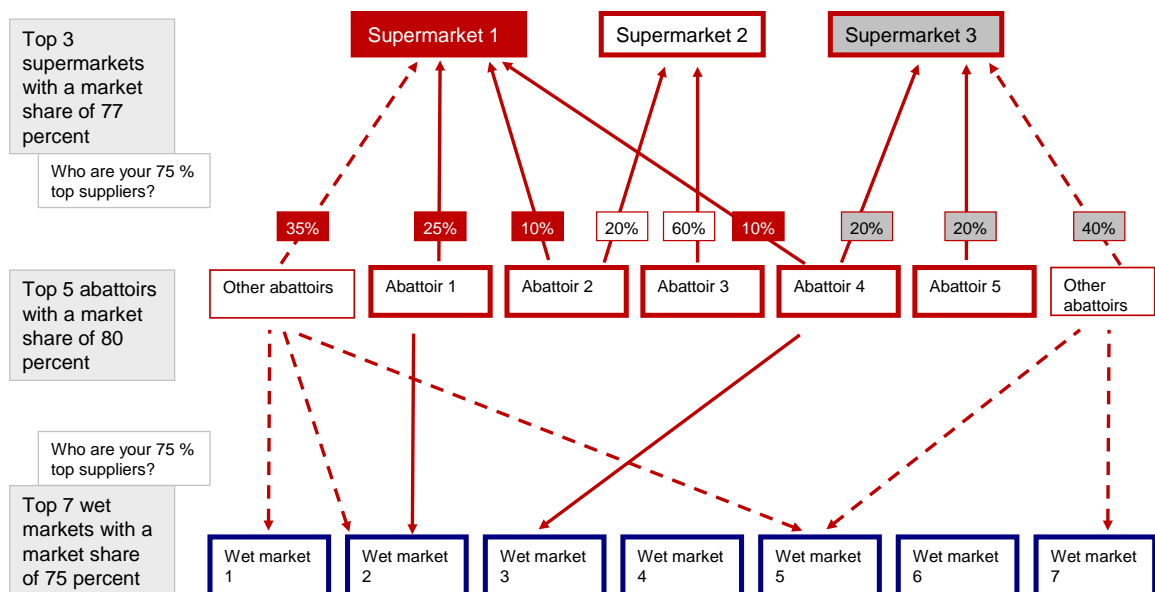 Top 3
supermarkets
with a market
share of 77
percent
Supermarket 1
Supermarket 2
Supermarket 3
Who are your 75 %
top suppliers?
35%
25%
10%
20%
60%
10%
20%
20%
40%
Top 5 abattoirs
with a market
share of 80
percent
Other abattoirs
Abattoir 1
Abattoir 2
Abattoir 3
Abattoir 4
Abattoir 5
Other
abattoirs
Who are your 75 %
top suppliers?
Top 7 wet
markets with a
market share
of 75 percent
Wet market
1
Wet market
2
Wet market
3
Wet market
4
Wet market
5
Wet market
6
Wet market
7